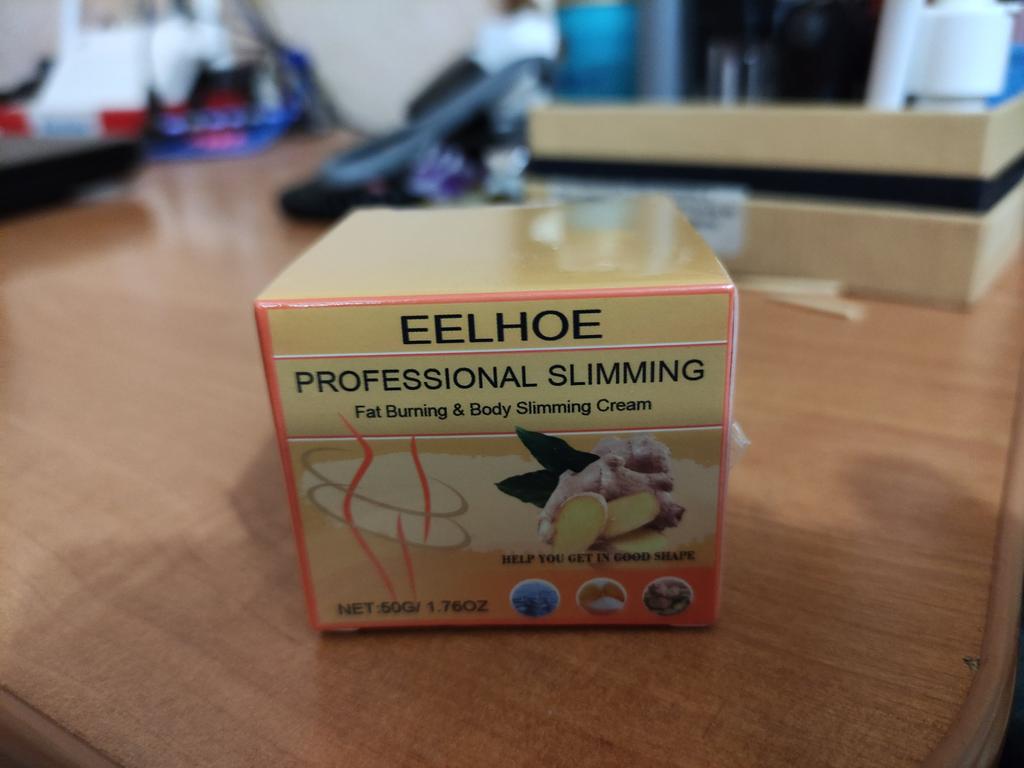 EELHOE
PROFESSIONAL SLIMMING
Fat Burning & Body Slimming Cream
HELP YOU GET IN GOOD SHAPE
NET:50G/ 1.76OZ